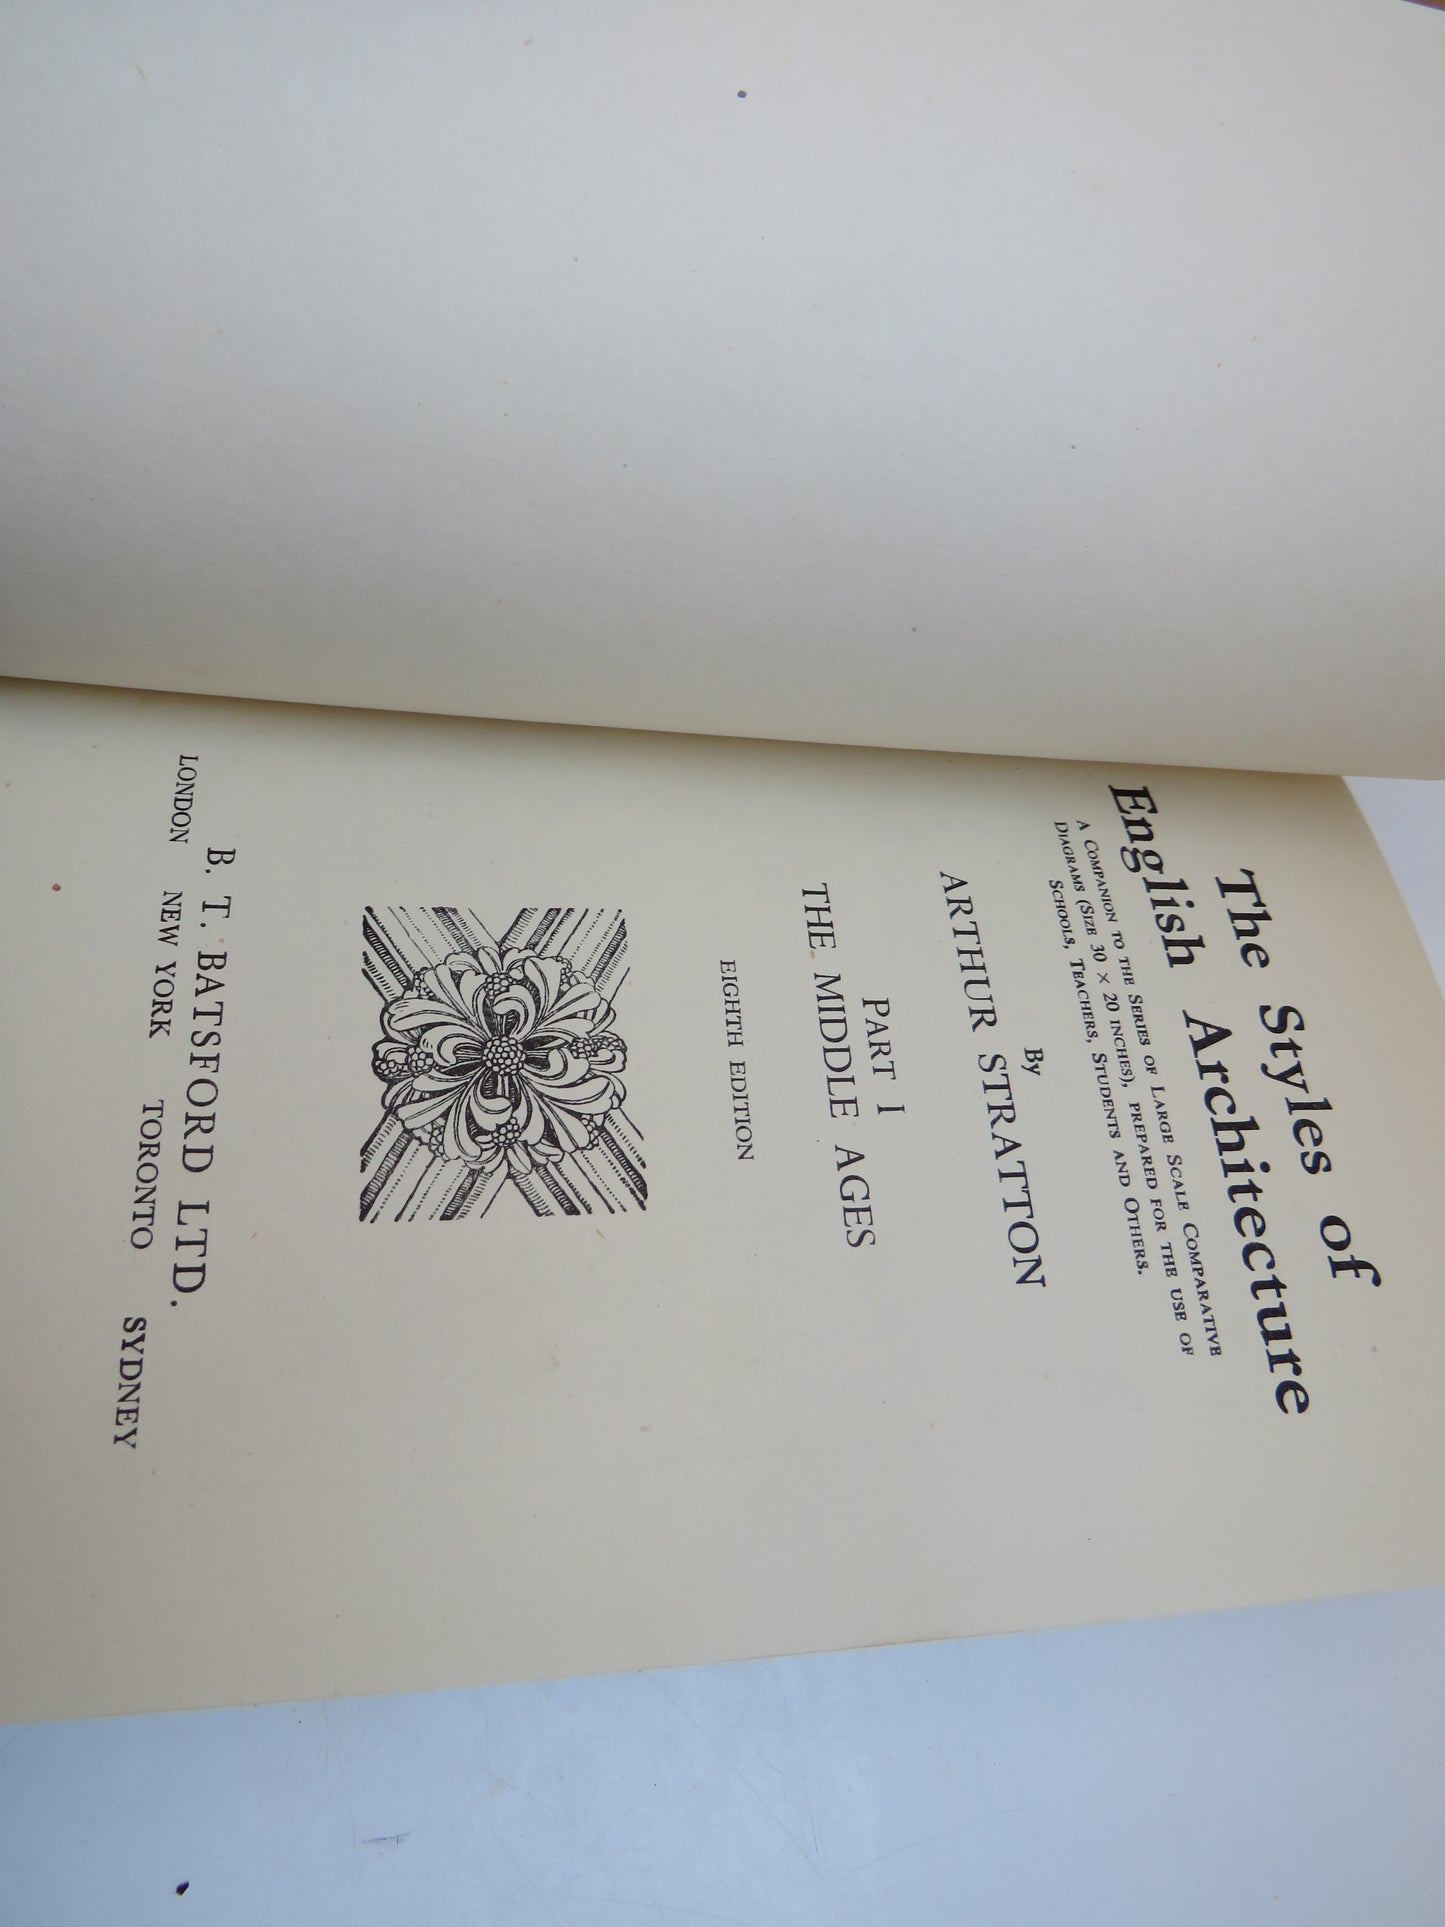 The Styles of
English Architecture
A Companion to the Series of Large Scale Comparative
Diagrams (Size 30 × 20 inches), prepared for the use of
Schools, Teachers, Students and Others.
By
ARTHUR STRATTON
PART I
THE MIDDLE AGES
EIGHTH EDITION
B. T. BATSFORD LTD.
LONDON NEW YORK TORONTO SYDNEY